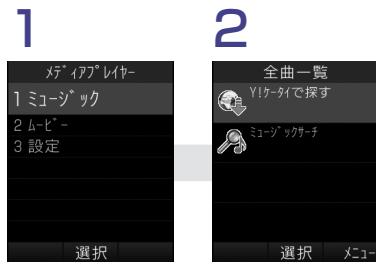 1
2
ﾒﾃﾞｨｱﾌﾟﾚｲﾔｰ
1 ﾐｭｰｼﾞｯｸ
2 ﾑｰﾋﾞｰ
3 設定
選択
全曲一覧
Y!ｹｰﾀｲで探す
ﾐｭｰｼﾞｯｸｻｰﾁ
選択 ﾒﾆｭｰ